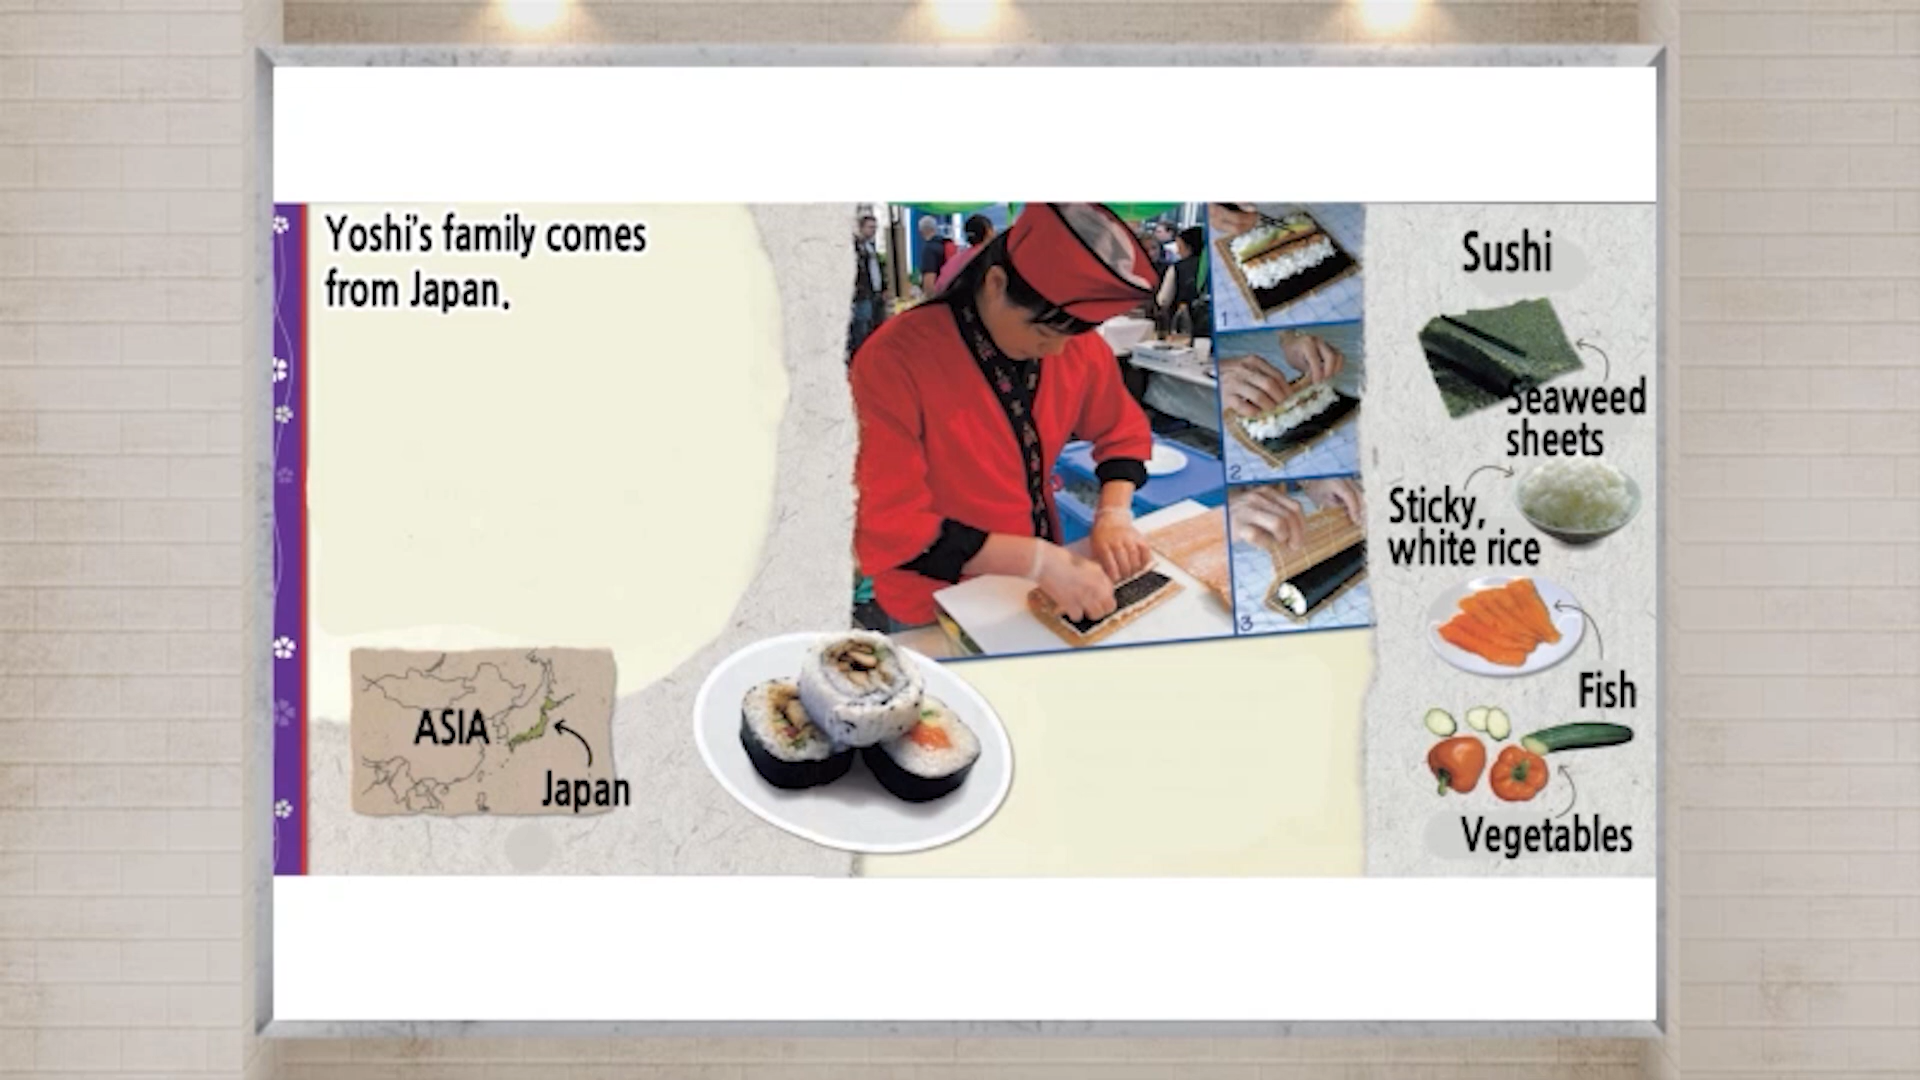 Yoshi's family comes
from Japan.
ASIA
Japan
1
2
3
Sushi
Seaweed
sheets
Sticky,
white rice
Fish
Vegetables